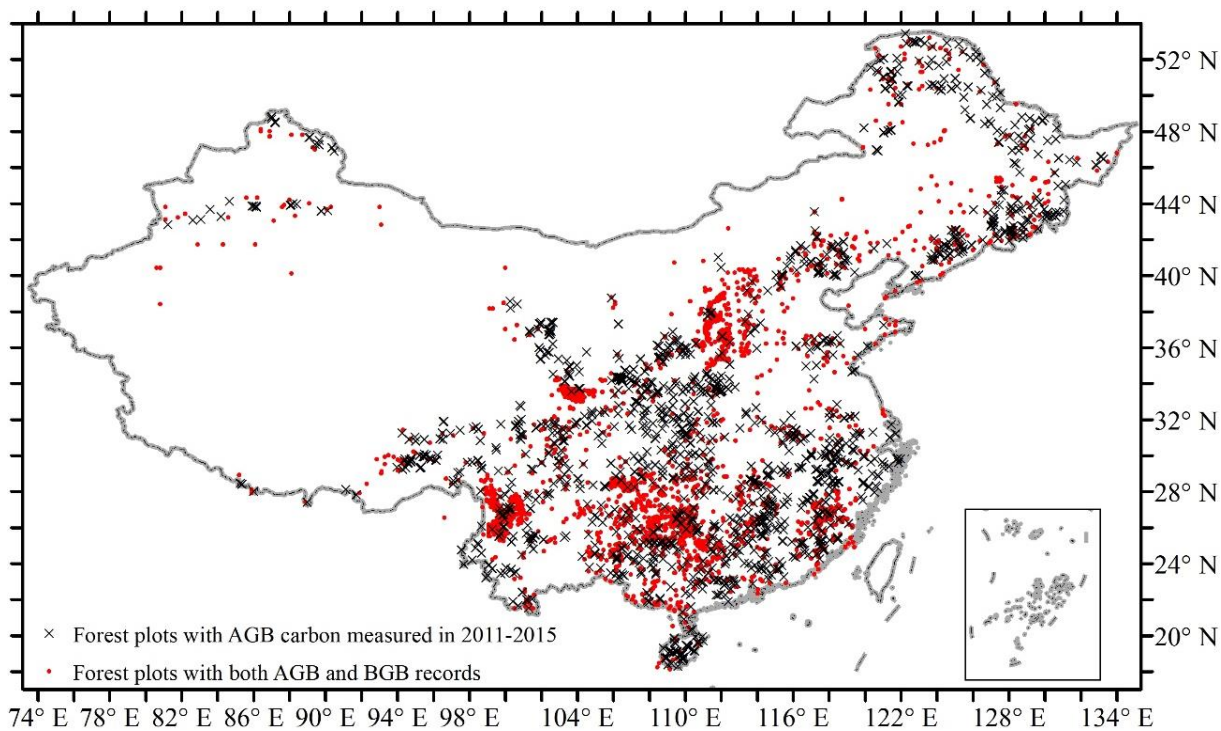 52° N
48° N
44° N
40° N
36° N
32° N
28° N
24° N
20° N
× Forest plots with AGB carbon measured in 2011-2015
• Forest plots with both AGB and BGB records
74° E 78° E 82° E 86° E 90° E 94° E 98° E 104° E 110° E 116° E 122° E 128° E 134° E